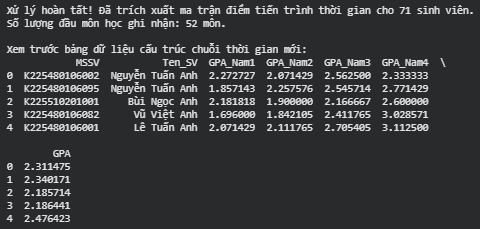 Xử lý hoàn tất! Đã trích xuất ma trận điểm tiến trình thời gian cho 71 sinh viên.
Số lượng đầu môn học ghi nhận: 52 môn.
Xem trước bảng dữ liệu cấu trúc chuỗi thời gian mới:
MSSV Ten_SV GPA_Nam1 GPA_Nam2 GPA_Nam3 GPA_Nam4 \
0 K225480106002 Nguyễn Tuấn Anh 2.272727 2.071429 2.562500 2.333333
1 K225480106095 Nguyễn Tuấn Anh 1.857143 2.257576 2.545714 2.771429
2 K225510201001 Bùi Ngọc Anh 2.181818 1.900000 2.166667 2.600000
3 K225480106082 Vũ Việt Anh 1.696000 1.842105 2.411765 3.028571
4 K225480106001 Lê Tuấn Anh 2.071429 2.111765 2.705405 3.112500
GPA
0 2.311475
1 2.340171
2 2.185714
3 2.186441
4 2.476423